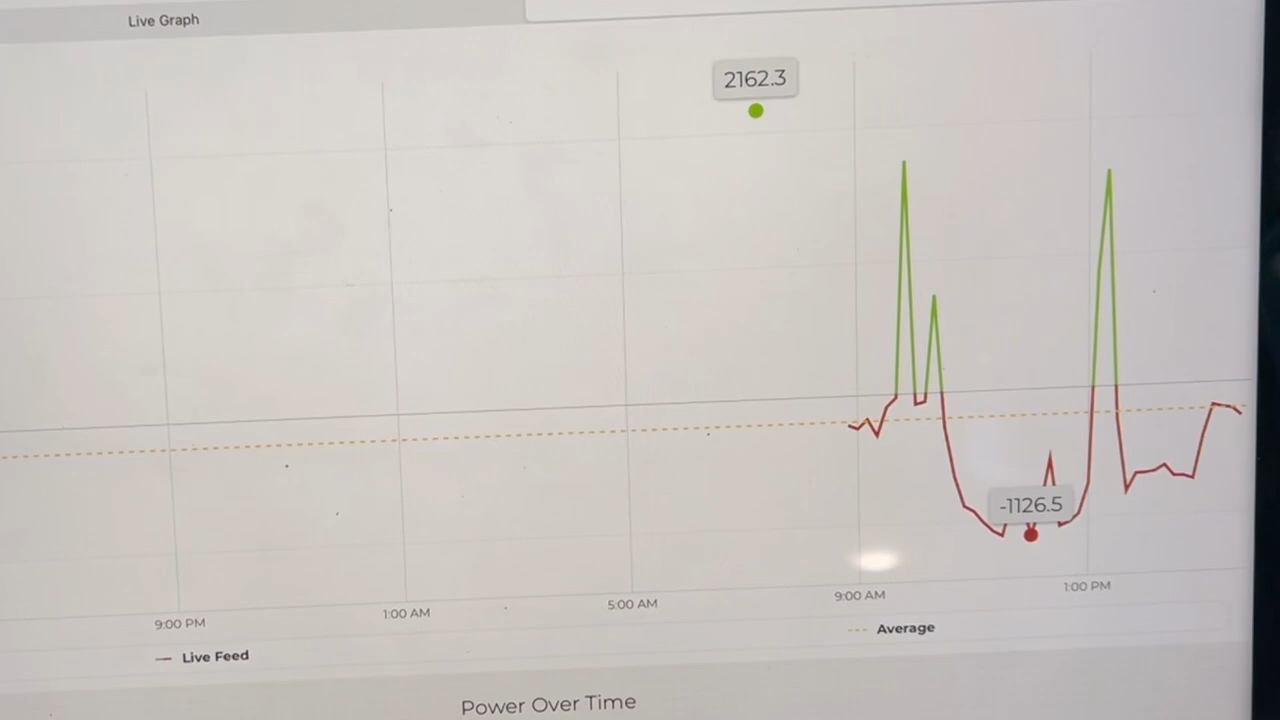 Live Graph
2162.3
-1126.5
9:00 PM
1:00 AM
5:00 AM
9:00 AM
1:00 PM
Live Feed
Average
Power Over Time